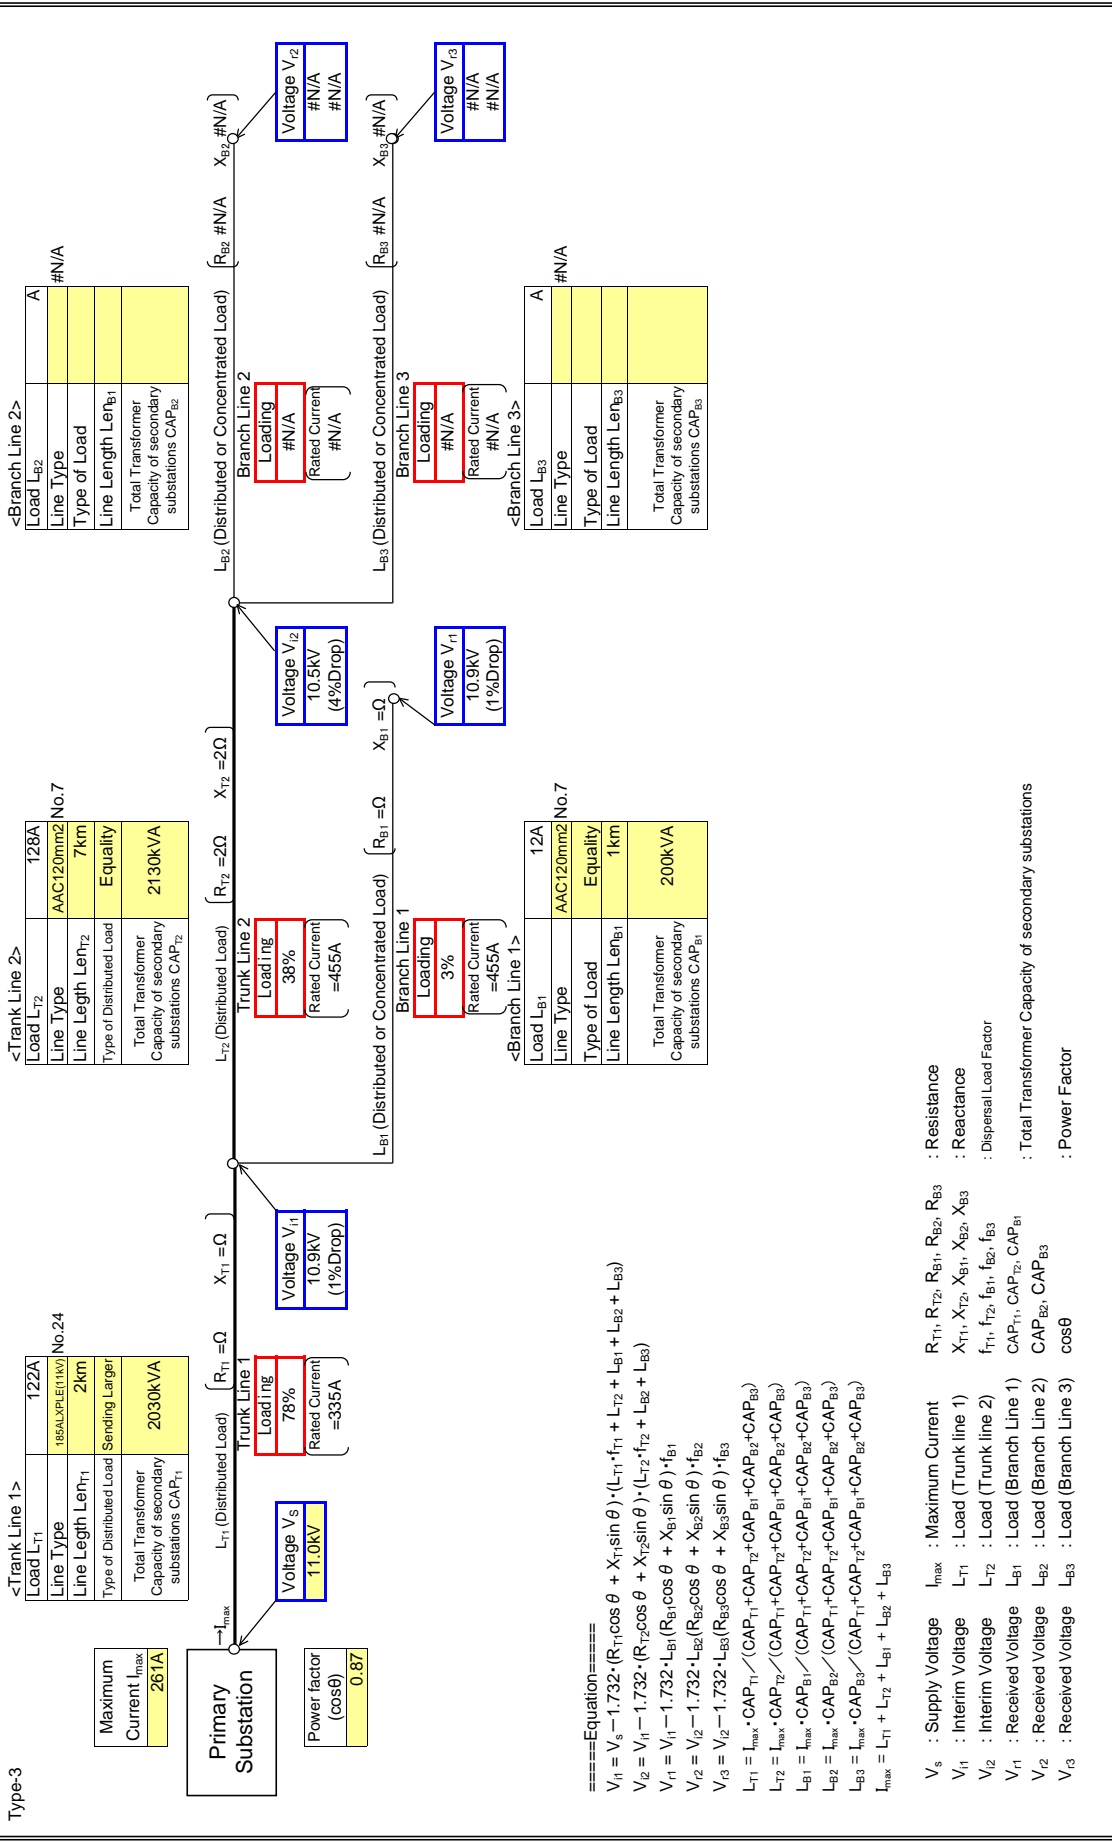 Type-3
Maximum
Current Imax
261A
Primary
Substation
Power factor
(cosθ)
0.87
→Imax
Voltage Vs
11.0kV
<Trank Line 1>
Load LT1 122A
Line Type 185ALXPLE(11kV) No.24
Line Length LenT1 2km
Type of Distributed Load Sending Larger
Total Transformer
Capacity of secondary
substations CAPT1
2030kVA
LT1 (Distributed Load) ( RT1 =Ω XT1 =Ω )
Trunk Line 1
Loading
78%
(Rated Current
=335A)
Voltage Vi1
10.9kV
(1%Drop)
<Trank Line 2>
Load LT2 128A
Line Type AAC120mm2 No.7
Line Legth LenT2 7km
Type of Distributed Load Equality
Total Transformer
Capacity of secondary
substations CAPT2
2130kVA
LT2 (Distributed Load) ( RT2 =2Ω XT2 =2Ω )
Trunk Line 2
Loading
38%
(Rated Current
=455A)
Voltage Vi2
10.5kV
(4%Drop)
LB1 (Distributed or Concentrated Load) ( RB1 =Ω XB1 =Ω )
Branch Line 1
Loading
3%
(Rated Current
=455A)
Voltage Vr1
10.9kV
(1%Drop)
<Branch Line 1>
Load LB1 12A
Line Type AAC120mm2 No.7
Type of Load Equality
Line Length LenB1 1km
Total Transformer
Capacity of secondary
substations CAPB1
200kVA
<Branch Line 2>
Load LB2 A
Line Type #N/A
Type of Load
Line Length LenB1
Total Transformer
Capacity of secondary
substations CAPB2
LB2 (Distributed or Concentrated Load) ( RB2 #N/A XB2 #N/A )
Branch Line 2
Loading
#N/A
(Rated Current
#N/A)
Voltage Vr2
#N/A
#N/A
LB3 (Distributed or Concentrated Load) ( RB3 #N/A XB3 #N/A )
Branch Line 3
Loading
#N/A
(Rated Current
#N/A)
Voltage Vr3
#N/A
#N/A
<Branch Line 3>
Load LB3 A
Line Type #N/A
Type of Load
Line Length LenB3
Total Transformer
Capacity of secondary
substations CAPB3
=====Equation=====
Vi1 = Vs－1.732・(RT1cos θ + XT1sin θ)・(LT1・fT1 + LT2 + LB1 + LB2 + LB3)
Vi2 = Vi1－1.732・(RT2cos θ + XT2sin θ)・(LT2・fT2 + LB2 + LB3)
Vr1 = Vi1－1.732・LB1(RB1cos θ + XB1sin θ)・fB1
Vr2 = Vi2－1.732・LB2(RB2cos θ + XB2sin θ)・fB2
Vr3 = Vi2－1.732・LB3(RB3cos θ + XB3sin θ)・fB3
LT1 = Imax・CAPT1／(CAPT1+CAPT2+CAPB1+CAPB2+CAPB3)
LT2 = Imax・CAPT2／(CAPT1+CAPT2+CAPB1+CAPB2+CAPB3)
LB1 = Imax・CAPB1／(CAPT1+CAPT2+CAPB1+CAPB2+CAPB3)
LB2 = Imax・CAPB2／(CAPT1+CAPT2+CAPB1+CAPB2+CAPB3)
LB3 = Imax・CAPB3／(CAPT1+CAPT2+CAPB1+CAPB2+CAPB3)
Imax = LT1 + LT2 + LB1 + LB2 + LB3
Vs : Supply Voltage Imax : Maximum Current RT1, RT2, RB1, RB2, RB3 : Resistance
Vi1 : Interim Voltage LT1 : Load (Trunk line 1) XT1, XT2, XB1, XB2, XB3 : Reactance
Vi2 : Interim Voltage LT2 : Load (Trunk line 2) fT1, fT2, fB1, fB2, fB3 : Dispersal Load Factor
Vr1 : Received Voltage LB1 : Load (Branch Line 1) CAPT1, CAPT2, CAPB1 : Total Transformer Capacity of secondary substations
Vr2 : Received Voltage LB2 : Load (Branch Line 2) CAPB2, CAPB3
Vr3 : Received Voltage LB3 : Load (Branch Line 3) cosθ : Power Factor